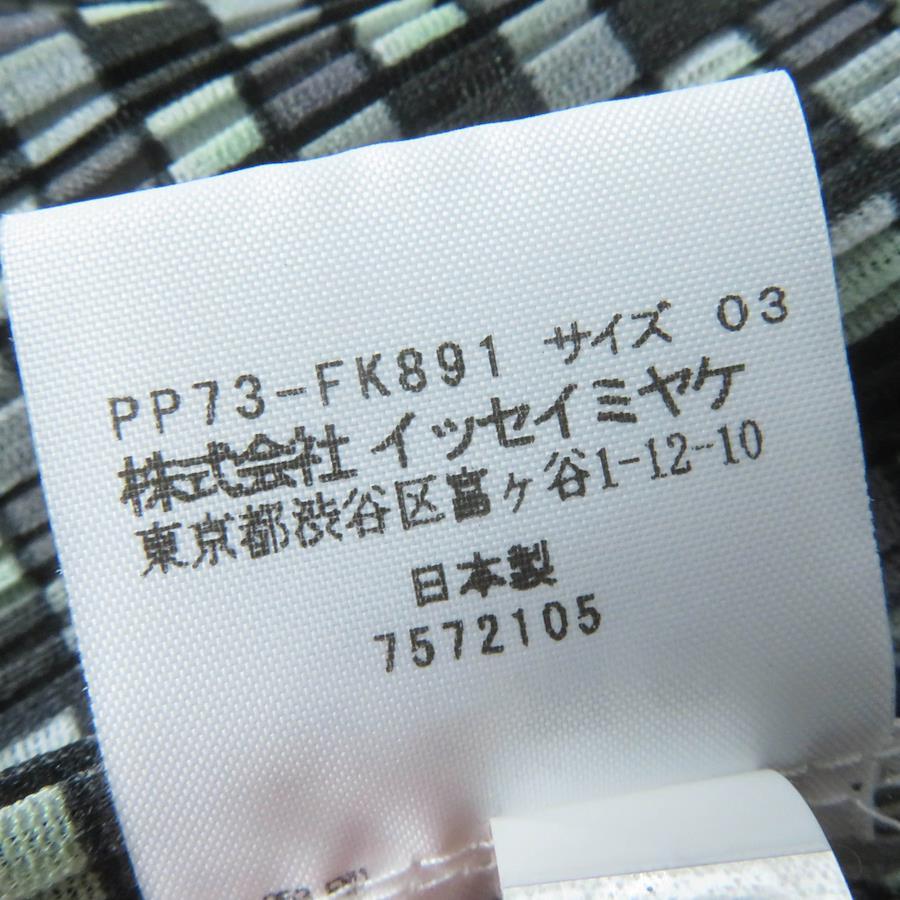 PP73-FK891 サイズ 03
株式会社 イッセイミヤケ
東京都渋谷区富ヶ谷1-12-10
日本製
7572105